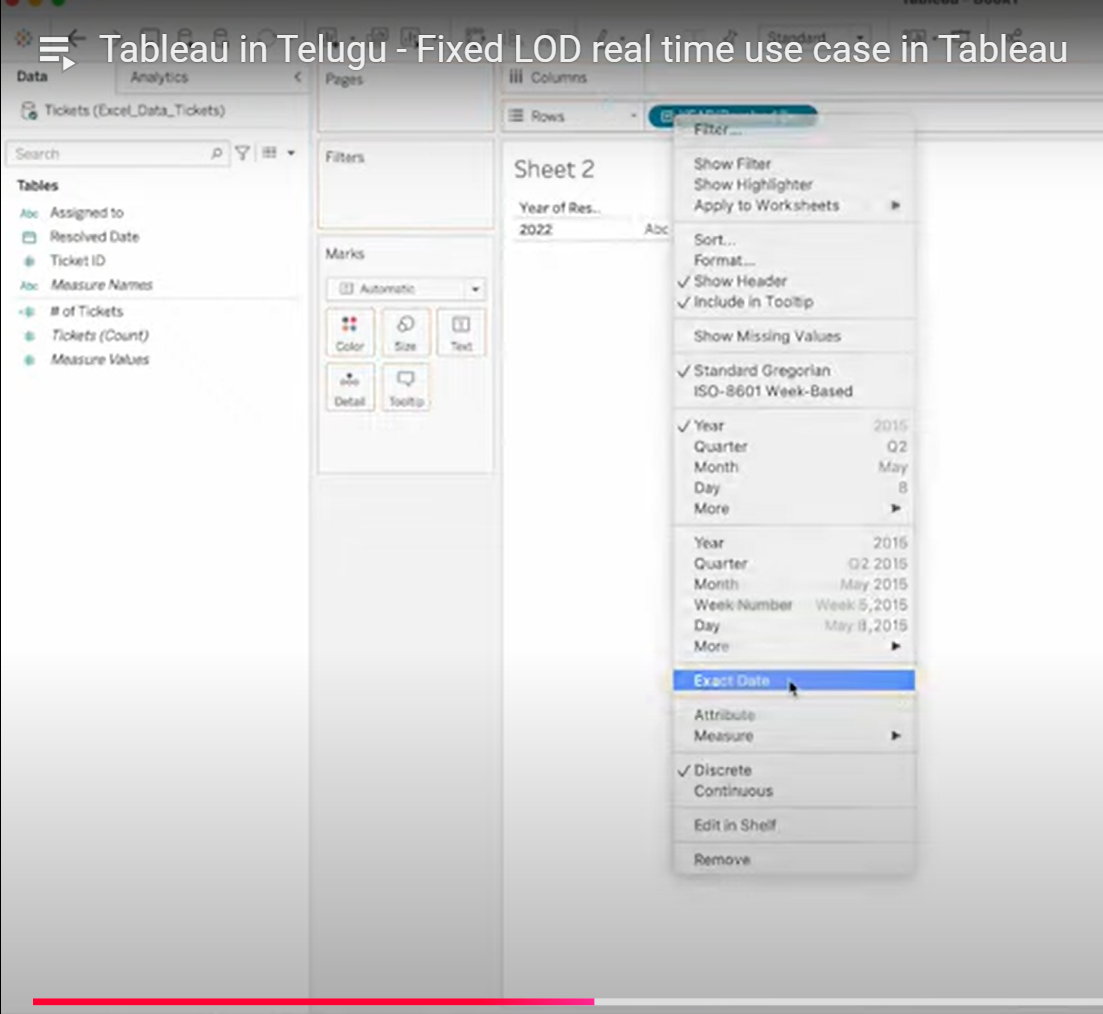 Tableau in Telugu - Fixed LOD real time use case in Tableau
Standard
Data
Analytics
Pages
Columns
Tickets (Excel_Data_Tickets)
Rows
Search
Filters
Tables
Abc Assigned to
Resolved Date
Ticket ID
Abc Measure Names
# of Tickets
Tickets (Count)
Measure Values
Marks
Automatic
Color
Size
Text
Detail
Tooltip
Sheet 2
Year of Res..
2022
Abc
Filter...
Show Filter
Show Highlighter
Apply to Worksheets
Sort...
Format...
Show Header
Include in Tooltip
Show Missing Values
Standard Gregorian
ISO-8601 Week-Based
Year 2015
Quarter Q2
Month May
Day 8
More
Year 2015
Quarter Q2 2015
Month May 2015
Week Number Week 5, 2015
Day May 8, 2015
More
Exact Date
Attribute
Measure
Discrete
Continuous
Edit in Shelf
Remove